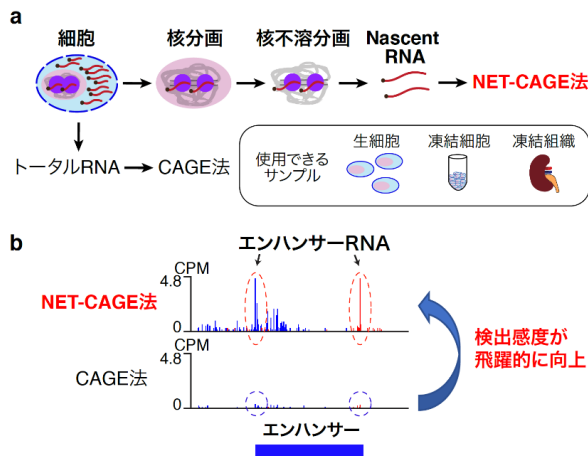 a
細胞
核分画
核不溶分画
Nascent
RNA
NET-CAGE法
トータルRNA
CAGE法
使用できる
サンプル
生細胞
凍結細胞
凍結組織
b
エンハンサーRNA
CPM
4.8
NET-CAGE法
0
CPM
4.8
CAGE法
0
検出感度が
飛躍的に向上
エンハンサー